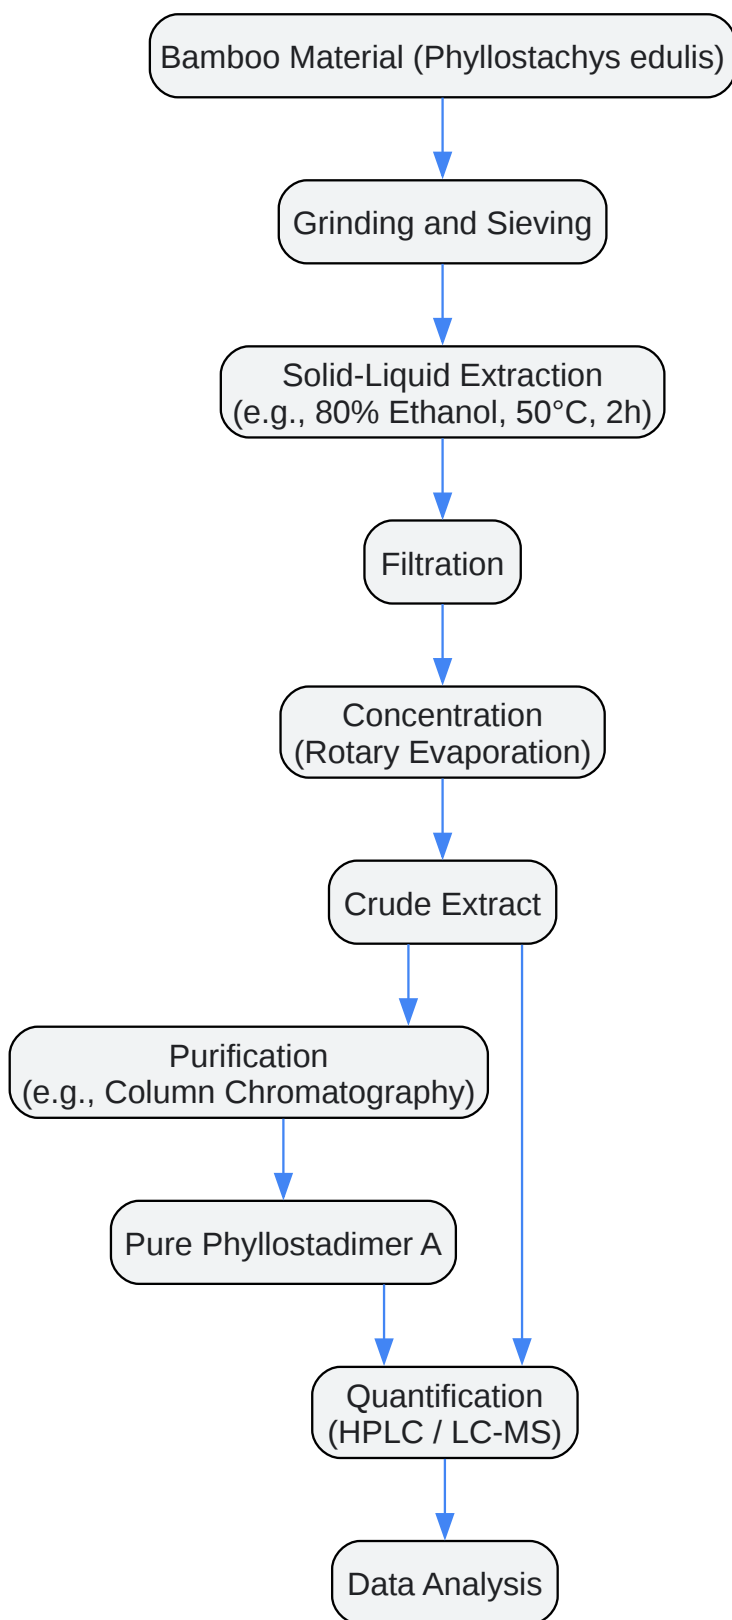 Bamboo Material (Phyllostachys edulis)
Grinding and Sieving
Solid-Liquid Extraction
(e.g., 80% Ethanol, 50°C, 2h)
Filtration
Concentration
(Rotary Evaporation)
Crude Extract
Purification
(e.g., Column Chromatography)
Pure Phyllostadimer A
Quantification
(HPLC / LC-MS)
Data Analysis